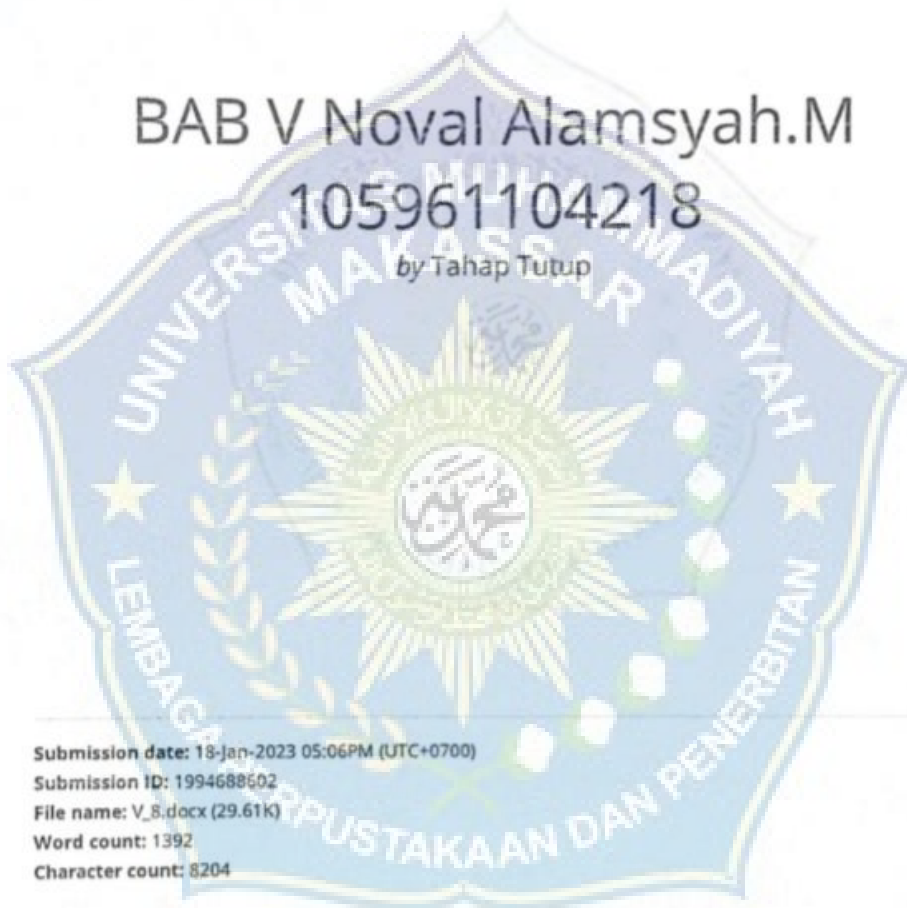 BAB V Noval Alamsyah.M
105961104218
by Tahap Tutup
UNIVERSITAS MUHAMMADIYAH
MAKASSAR
LEMBAGA PERPUSTAKAAN DAN PENERBITAN
Submission date: 18-Jan-2023 05:06PM (UTC+0700)
Submission ID: 1994688602
File name: V_8.docx (29.61K)
Word count: 1392
Character count: 8204